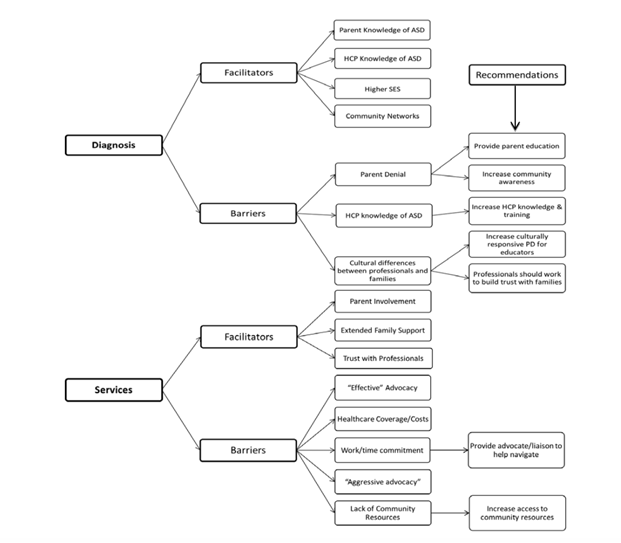 Parent Knowledge of ASD
HCP Knowledge of ASD
Facilitators
Recommendations
Higher SES
Community Networks
Diagnosis
Provide parent education
Parent Denial
Increase community
awareness
Barriers
HCP knowledge of ASD
Increase HCP knowledge &
training
Cultural differences
between professionals and
families
Increase culturally
responsive PD for
educators
Professionals should work
to build trust with families
Parent Involvement
Facilitators
Extended Family Support
Trust with Professionals
Services
"Effective" Advocacy
Healthcare Coverage/Costs
Barriers
Work/time commitment
Provide advocate/liaison to
help navigate
"Aggressive advocacy"
Lack of Community
Resources
Increase access to
community resources